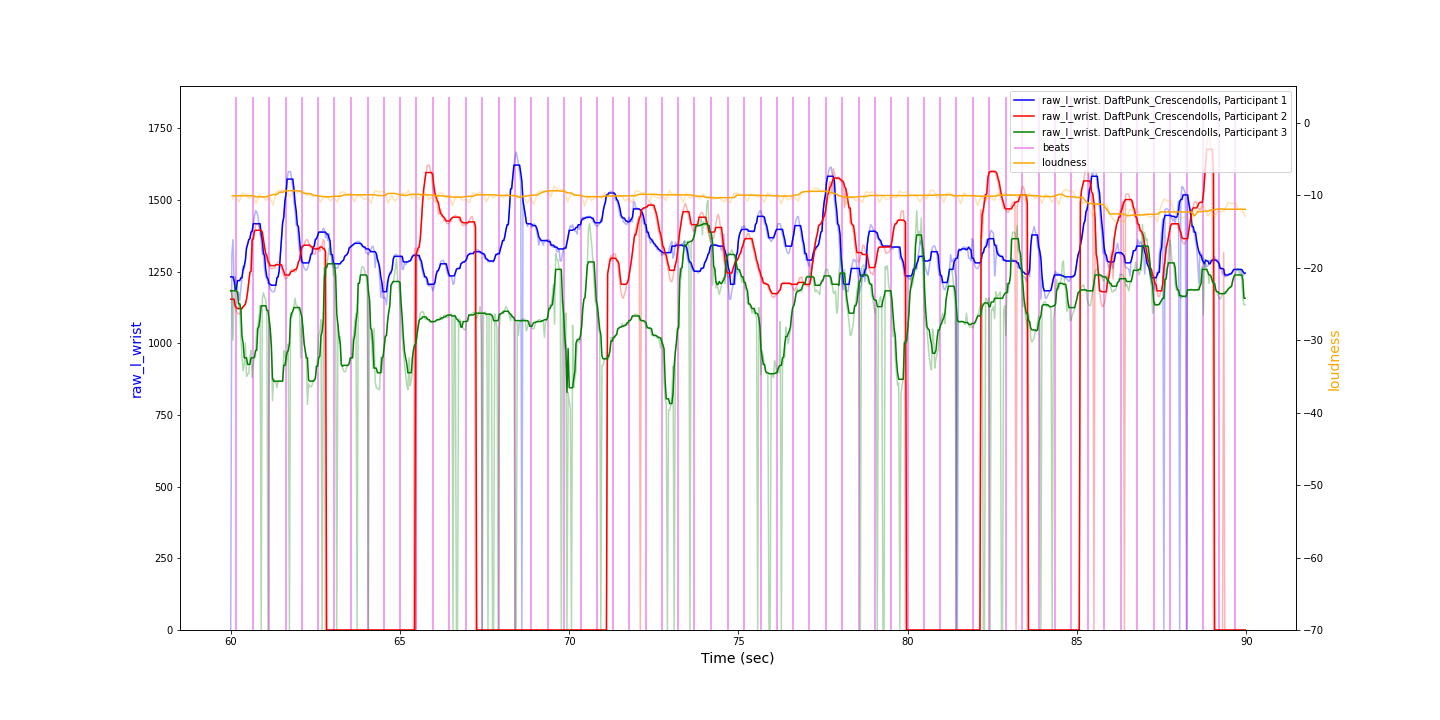 raw_l_wrist. DaftPunk_Crescendolls, Participant 1
raw_l_wrist. DaftPunk_Crescendolls, Participant 2
raw_l_wrist. DaftPunk_Crescendolls, Participant 3
beats
loudness
1750
1500
1250
1000
750
500
250
0
raw_l_wrist
0
−10
−20
−30
−40
−50
−60
−70
loudness
60 65 70 75 80 85 90
Time (sec)